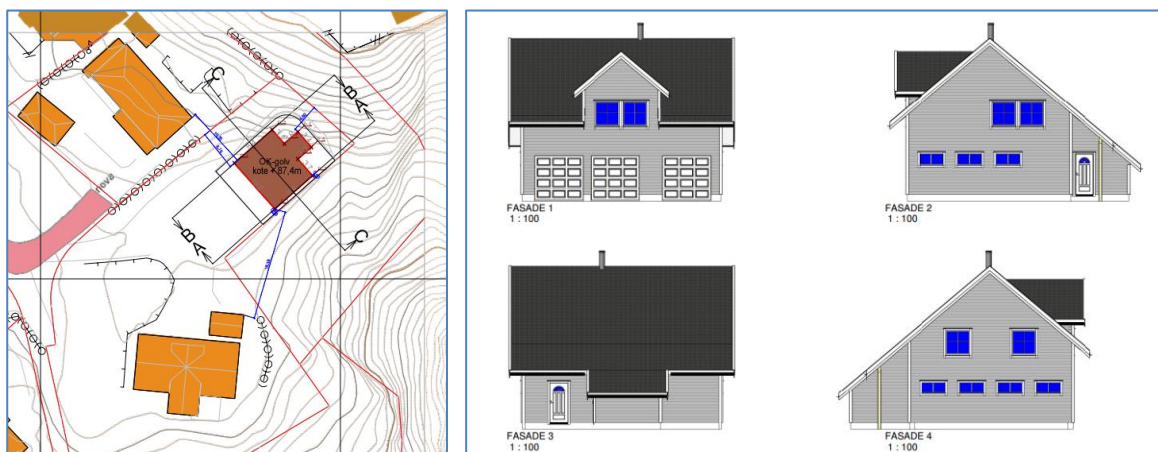 C
B
A
OK-golv
kote + 87,4m
nova
B
A
C
FASADE 1
1 : 100
FASADE 2
1 : 100
FASADE 3
1 : 100
FASADE 4
1 : 100